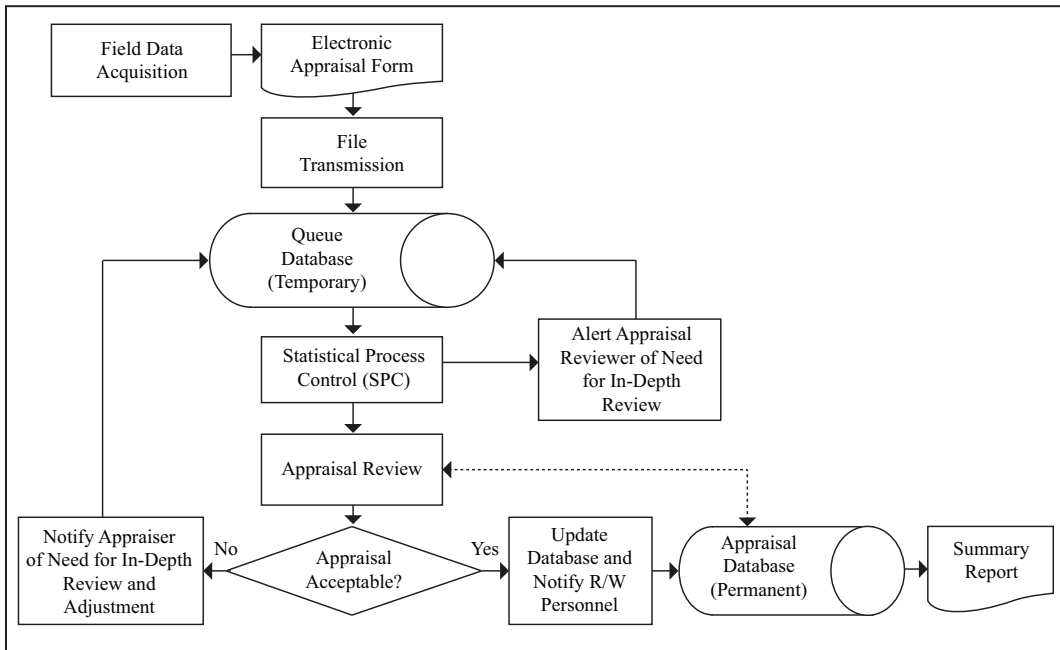 Field Data
Acquisition
Electronic
Appraisal Form
File
Transmission
Queue
Database
(Temporary)
Statistical Process
Control (SPC)
Alert Appraisal
Reviewer of Need
for In-Depth
Review
Appraisal Review
Notify Appraiser
of Need for In-Depth
Review and
Adjustment
No
Appraisal
Acceptable?
Yes
Update
Database and
Notify R/W
Personnel
Appraisal
Database
(Permanent)
Summary
Report